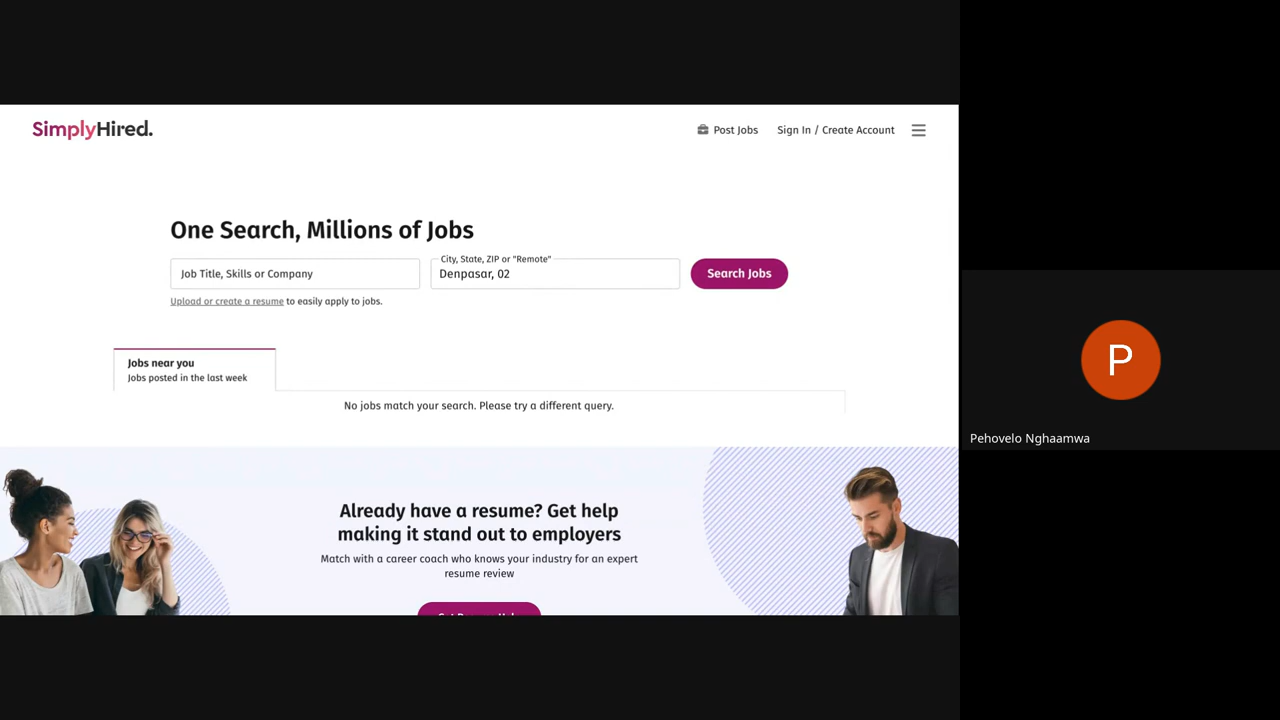 SimplyHired.
Post Jobs
Sign In / Create Account
One Search, Millions of Jobs
Job Title, Skills or Company
City, State, ZIP or "Remote"
Denpasar, 02
Search Jobs
Upload or create a resume to easily apply to jobs.
Jobs near you
Jobs posted in the last week
No jobs match your search. Please try a different query.
Already have a resume? Get help
making it stand out to employers
Match with a career coach who knows your industry for an expert
resume review
P
Pehovelo Nghaamwa